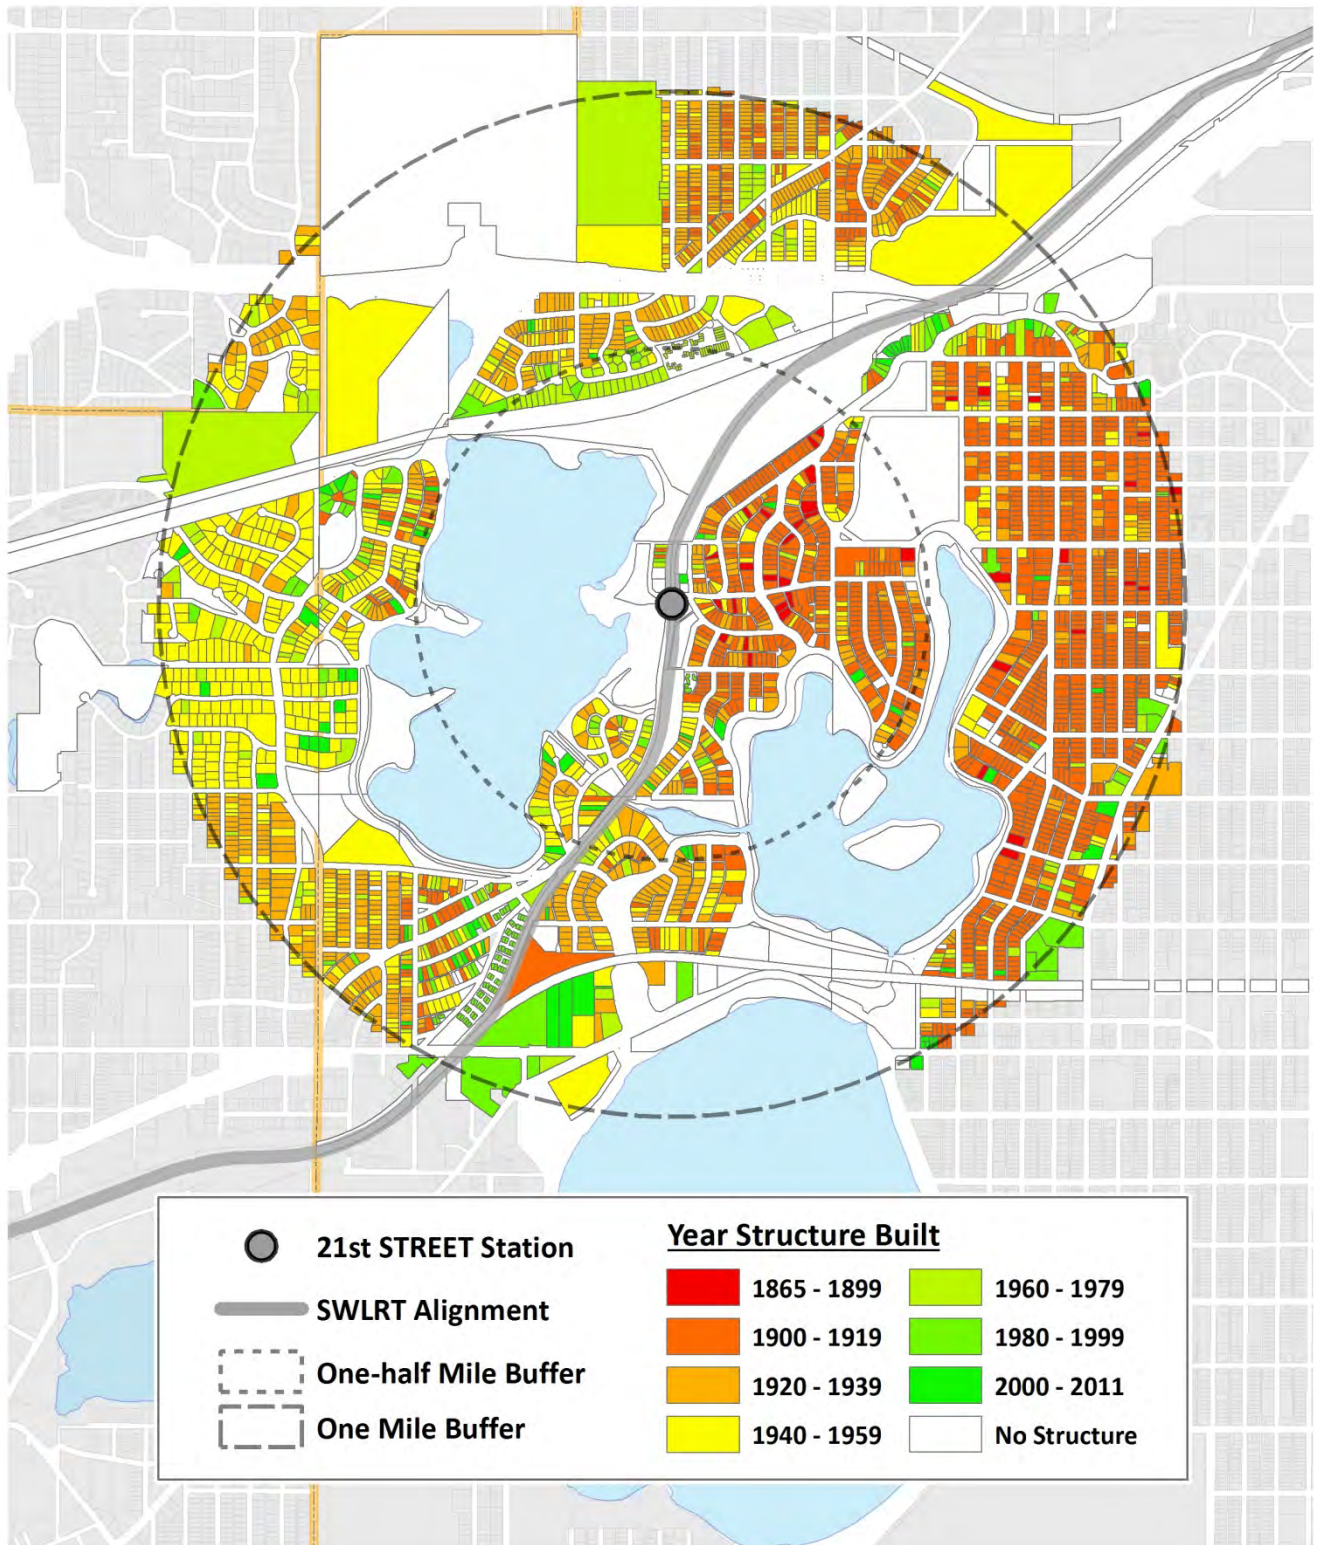 21st STREET Station
SWLRT Alignment
One-half Mile Buffer
One Mile Buffer
Year Structure Built
1865 - 1899
1900 - 1919
1920 - 1939
1940 - 1959
1960 - 1979
1980 - 1999
2000 - 2011
No Structure